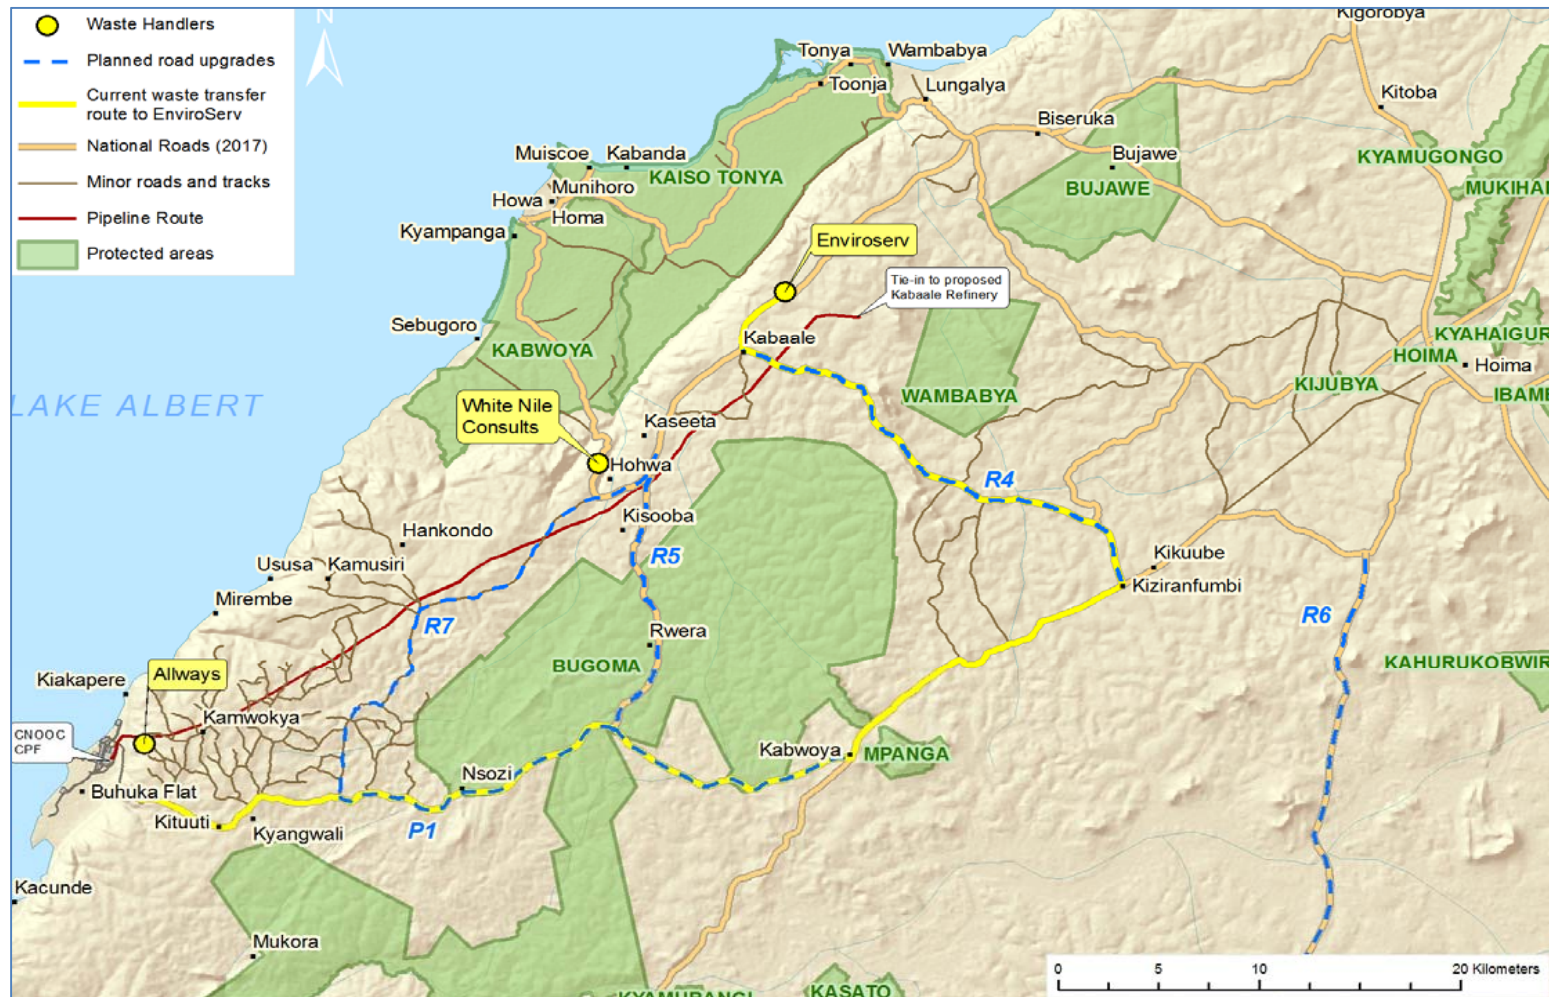 Waste Handlers
Planned road upgrades
Current waste transfer
route to EnviroServ
National Roads (2017)
Minor roads and tracks
Pipeline Route
Protected areas
N
Kigorobya
Tonya
Wambabya
Toonja
Lungalya
Kitoba
Biseruka
Muiscoe
Kabanda
Bujawe
KYAMUGONGO
KAISO TONYA
BUJAWE
MUKIHA
Munihoro
Howa
Homa
Kyampanga
Enviroserv
Tie-in to proposed
Kabaale Refinery
Sebugoro
KABWOYA
Kabaale
KYAHAIGUR
HOIMA
Hoima
KIJUBYA
WAMBABYA
IBAMB
LAKE ALBERT
White Nile
Consults
Kaseeta
Hohwa
R4
Hankondo
Kisooba
R5
Kikuube
Ususa
Kamusiri
Kiziranfumbi
Mirembe
R7
R6
Rwera
BUGOMA
KAHURUKOBWIR
Allways
Kiakapere
Kamwokya
CNOOC
CPF
Kabwoya
MPANGA
Nsozi
Buhuka Flat
Kituuti
Kyangwali
P1
Kacunde
Mukora
0 5 10 20 Kilometers
KYAMURANGI
KASATO